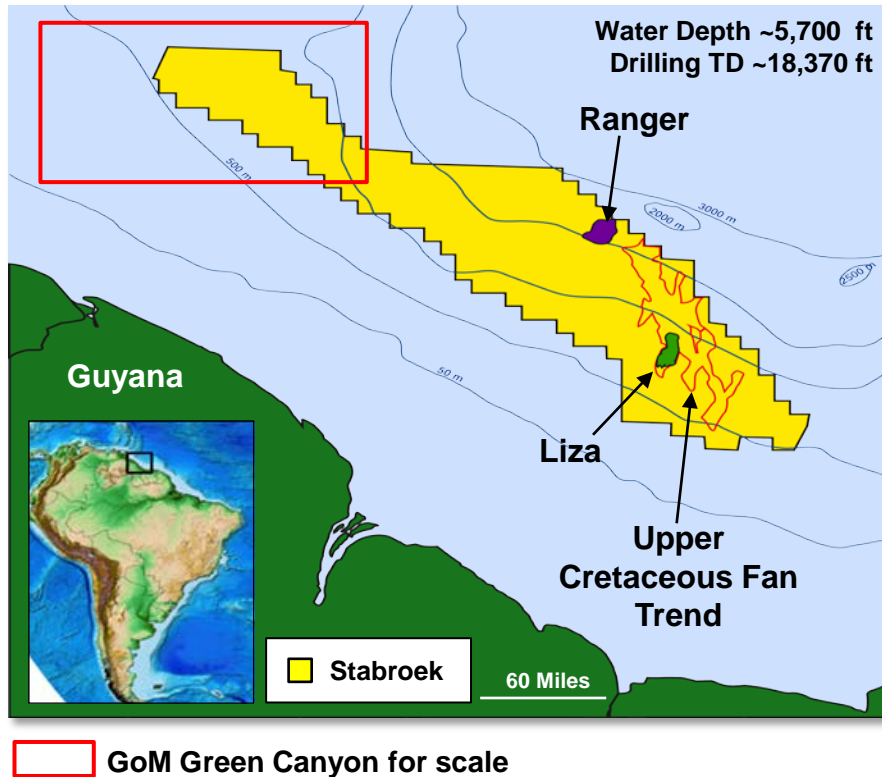 Water Depth ~5,700 ft
Drilling TD ~18,370 ft
Ranger
3000 m
2000 m
2500 m
500 m
50 m
Guyana
Liza
Upper
Cretaceous Fan
Trend
Stabroek
60 Miles
GoM Green Canyon for scale